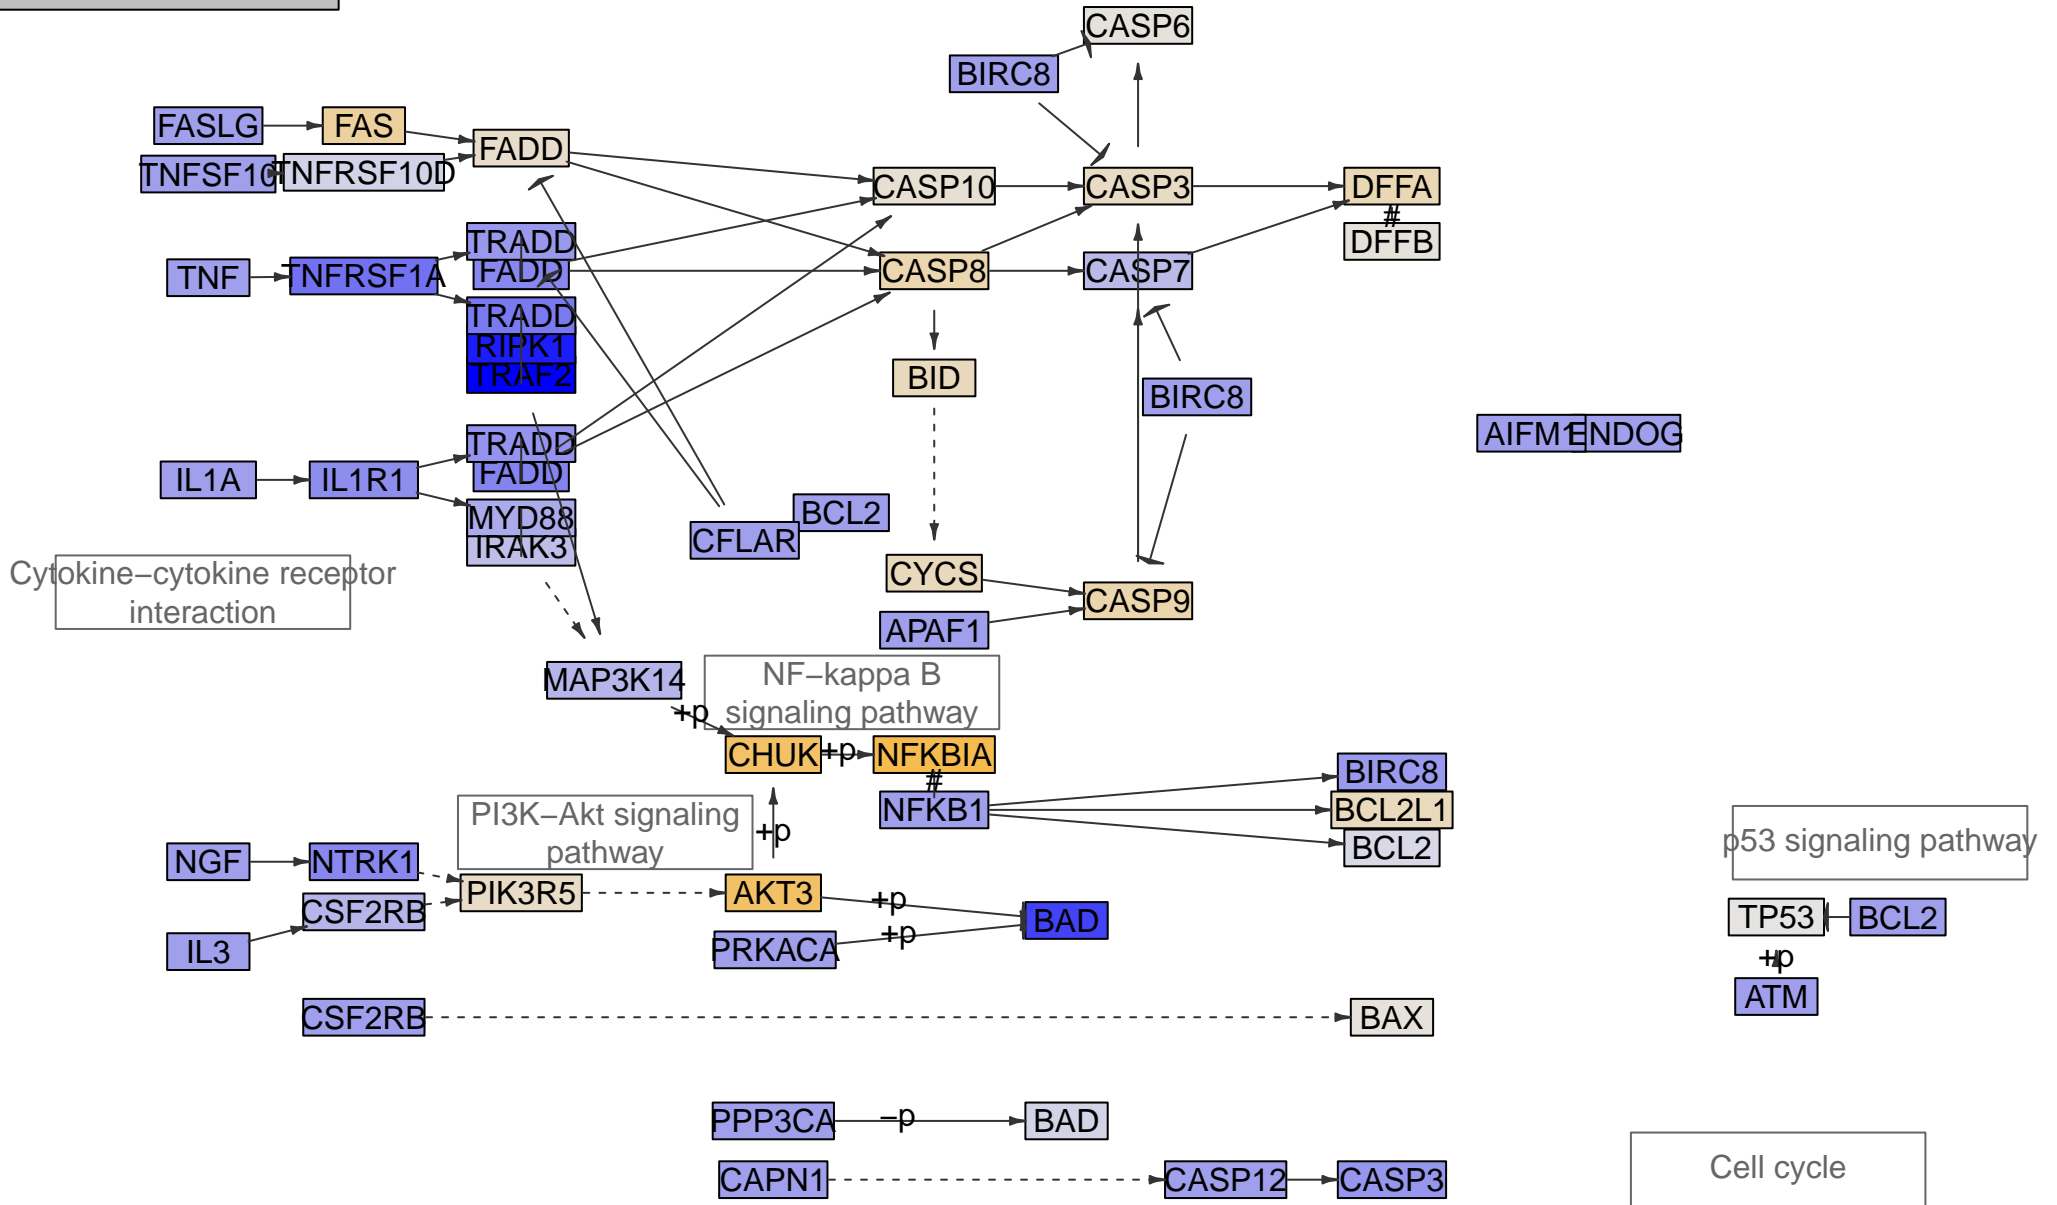 CASP6
BIRC8
FASLG
FAS
FADD
TNFSF10
TNFRSF10D
CASP10
CASP3
DFFA
#
DFFB
TRADD
FADD
TNF
TNFRSF1A
CASP8
CASP7
TRADD
RIPK1
TRAF2
BID
BIRC8
AIFM1
ENDOG
TRADD
FADD
IL1A
IL1R1
MYD88
IRAK3
BCL2
CFLAR
Cytokine−cytokine receptor
interaction
CYCS
CASP9
APAF1
MAP3K14
NF−kappa B
signaling pathway
+p
CHUK
+p
NFKBIA
#
NFKB1
BIRC8
BCL2L1
BCL2
PI3K−Akt signaling
pathway
+p
p53 signaling pathway
NGF
NTRK1
PIK3R5
AKT3
+p
BAD
CSF2RB
TP53
BCL2
IL3
PRKACA
+p
+p
ATM
CSF2RB
BAX
PPP3CA
−p
BAD
CAPN1
CASP12
CASP3
Cell cycle